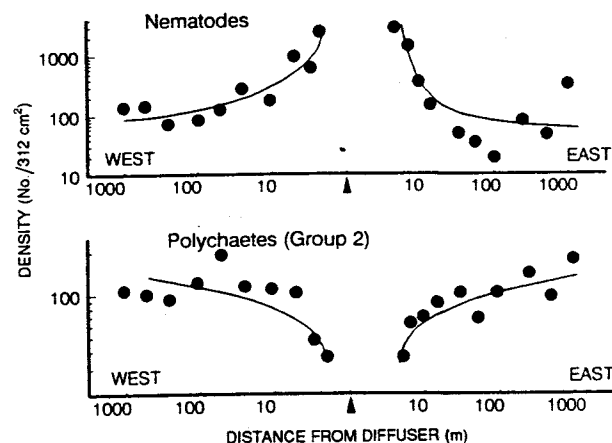 Nematodes
1000
100
10
WEST
EAST
1000 100 10 10 100 1000
DENSITY (No./312 cm²)
Polychaetes (Group 2)
100
WEST
EAST
1000 100 10 10 100 1000
DISTANCE FROM DIFFUSER (m)